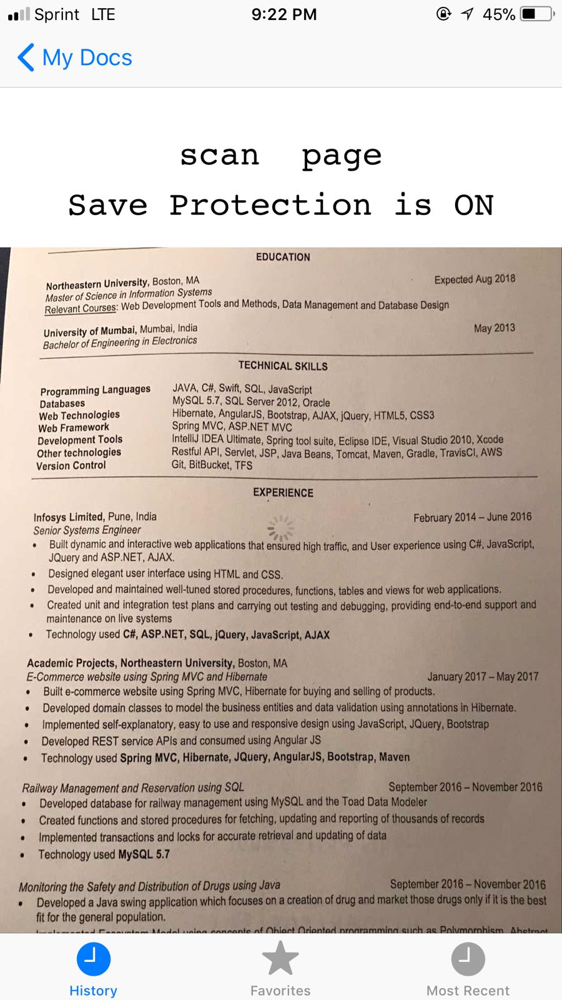 Sprint LTE 9:22 PM 45%
My Docs
scan page
Save Protection is ON
EDUCATION
Northeastern University, Boston, MA Expected Aug 2018
Master of Science in Information Systems
Relevant Courses: Web Development Tools and Methods, Data Management and Database Design
University of Mumbai, Mumbai, India May 2013
Bachelor of Engineering in Electronics
TECHNICAL SKILLS
Programming Languages JAVA, C#, Swift, SQL, JavaScript
Databases MySQL 5.7, SQL Server 2012, Oracle
Web Technologies Hibernate, AngularJS, Bootstrap, AJAX, jQuery, HTML5, CSS3
Web Framework Spring MVC, ASP.NET MVC
Development Tools IntelliJ IDEA Ultimate, Spring tool suite, Eclipse IDE, Visual Studio 2010, Xcode
Other technologies Restful API, Servlet, JSP, Java Beans, Tomcat, Maven, Gradle, TravisCI, AWS
Version Control Git, BitBucket, TFS
EXPERIENCE
Infosys Limited, Pune, India February 2014 – June 2016
Senior Systems Engineer
• Built dynamic and interactive web applications that ensured high traffic, and User experience using C#, JavaScript,
JQuery and ASP.NET, AJAX.
• Designed elegant user interface using HTML and CSS.
• Developed and maintained well-tuned stored procedures, functions, tables and views for web applications.
• Created unit and integration test plans and carrying out testing and debugging, providing end-to-end support and
maintenance on live systems
• Technology used C#, ASP.NET, SQL, jQuery, JavaScript, AJAX
Academic Projects, Northeastern University, Boston, MA
E-Commerce website using Spring MVC and Hibernate January 2017 – May 2017
• Built e-commerce website using Spring MVC, Hibernate for buying and selling of products.
• Developed domain classes to model the business entities and data validation using annotations in Hibernate.
• Implemented self-explanatory, easy to use and responsive design using JavaScript, JQuery, Bootstrap
• Developed REST service APIs and consumed using Angular JS
• Technology used Spring MVC, Hibernate, JQuery, AngularJS, Bootstrap, Maven
Railway Management and Reservation using SQL September 2016 – November 2016
• Developed database for railway management using MySQL and the Toad Data Modeler
• Created functions and stored procedures for fetching, updating and reporting of thousands of records
• Implemented transactions and locks for accurate retrieval and updating of data
• Technology used MySQL 5.7
Monitoring the Safety and Distribution of Drugs using Java September 2016 – November 2016
• Developed a Java swing application which focuses on a creation of drug and market those drugs only if it is the best
fit for the general population.
Implemented Ecosystem Model using concepts of Object Oriented programming such as Polymorphism, Abstract
History Favorites Most Recent